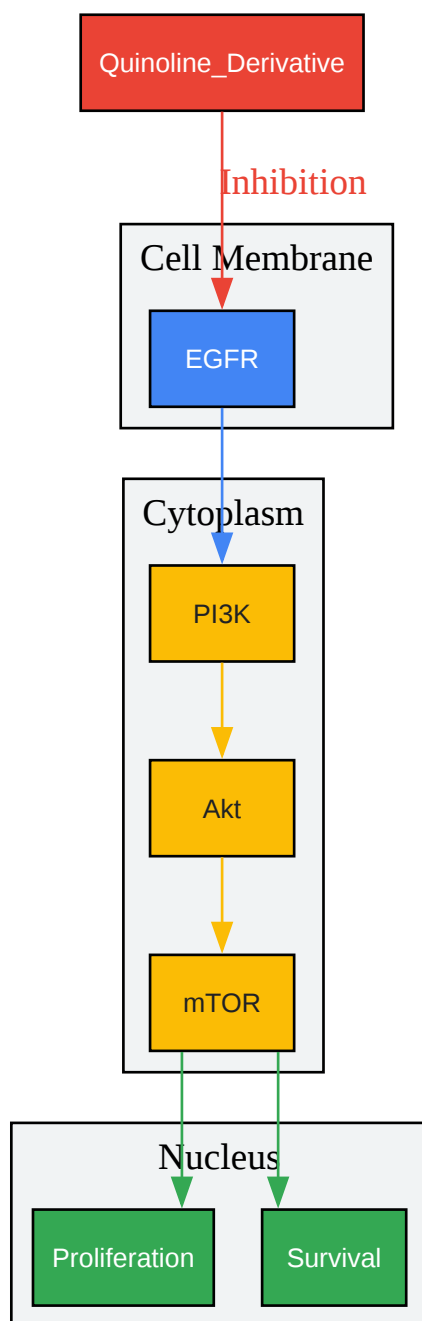 Quinoline_Derivative
Inhibition
Cell Membrane
EGFR
Cytoplasm
PI3K
Akt
mTOR
Nucleus
Proliferation
Survival